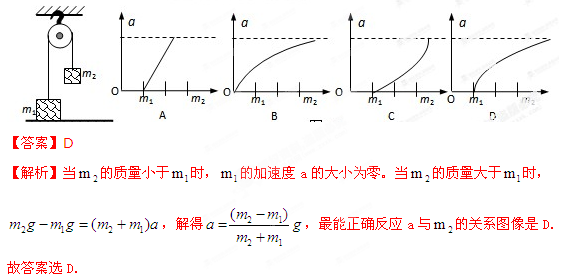 a a a a
m₂
m₁
O m₁ m₂ O m₁ m₂ O m₁ m₂ O m₁ m₂
A B C D
【答案】D
【解析】当m₂的质量小于m₁时，m₁的加速度a的大小为零。当m₂的质量大于m₁时，
m₂g−m₁g=(m₂+m₁)a，解得a=(m₂−m₁)/(m₂+m₁)g，最能正确反应a与m₂的关系图像是D.
故答案选D.